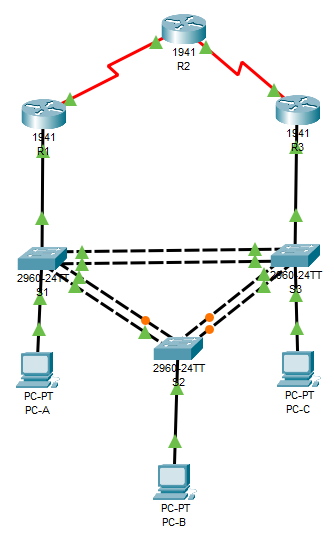 1941
R2
1941
R1
1941
R3
2960-24TT
S1
2960-24TT
S3
2960-24TT
S2
PC-PT
PC-A
PC-PT
PC-C
PC-PT
PC-B